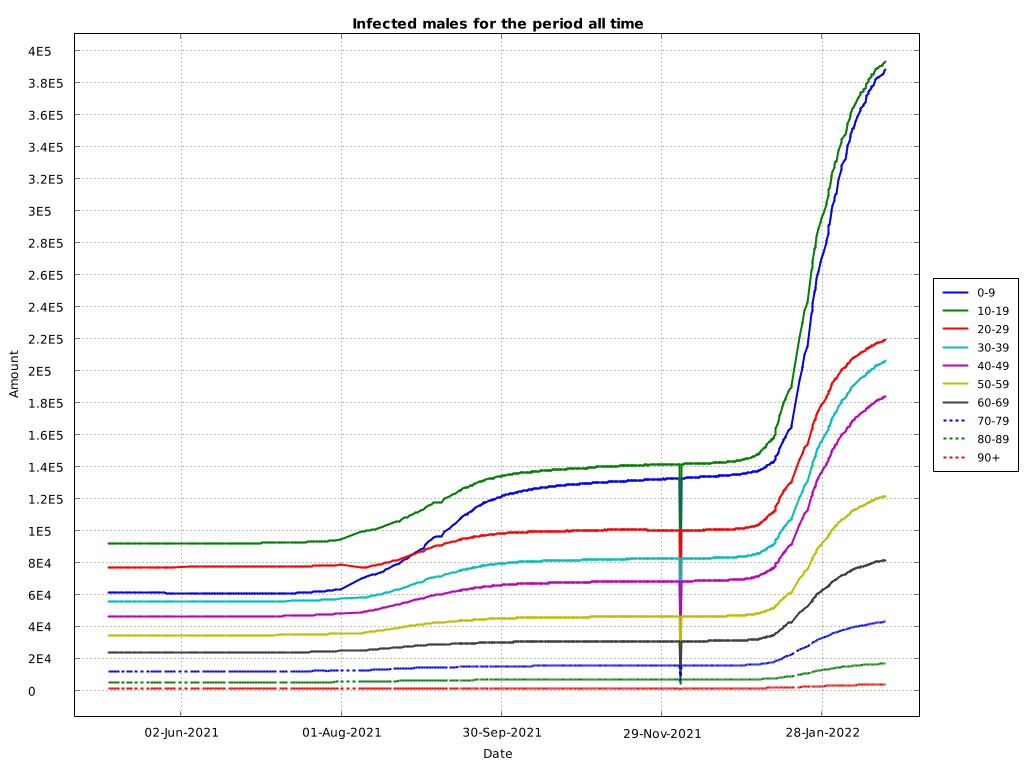 Infected males for the period all time
4E5
3.8E5
3.6E5
3.4E5
3.2E5
3E5
2.8E5
2.6E5
2.4E5
2.2E5
2E5
1.8E5
1.6E5
1.4E5
1.2E5
1E5
8E4
6E4
4E4
2E4
0
Amount
02-Jun-2021
01-Aug-2021
30-Sep-2021
29-Nov-2021
28-Jan-2022
Date
0-9
10-19
20-29
30-39
40-49
50-59
60-69
70-79
80-89
90+